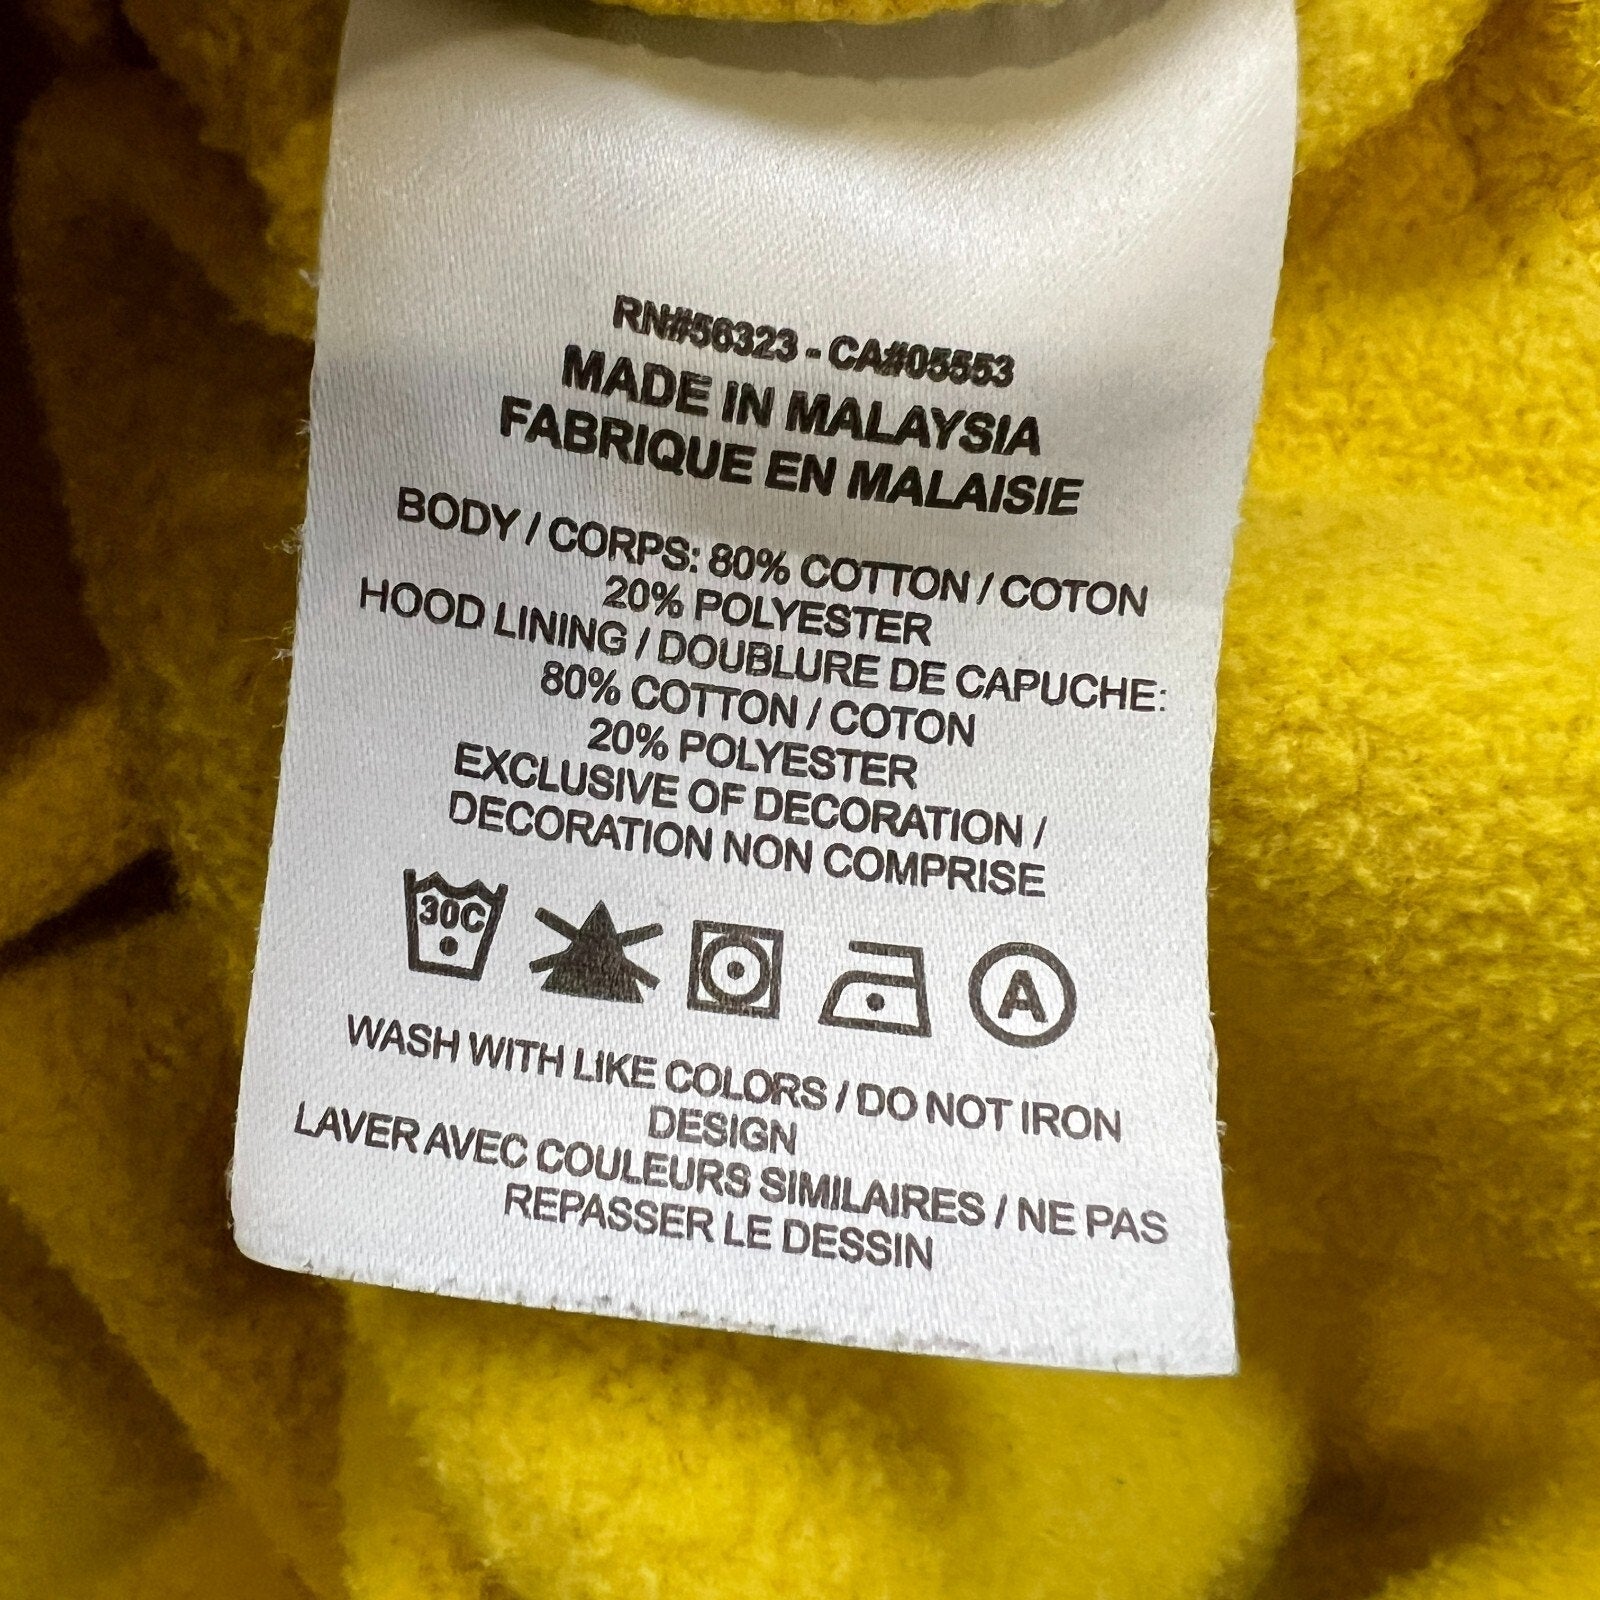 RN#56323 - CA#05553
MADE IN MALAYSIA
FABRIQUE EN MALAISIE
BODY / CORPS: 80% COTTON / COTON
20% POLYESTER
HOOD LINING / DOUBLURE DE CAPUCHE:
80% COTTON / COTON
20% POLYESTER
EXCLUSIVE OF DECORATION /
DECORATION NON COMPRISE
30C
A
WASH WITH LIKE COLORS / DO NOT IRON
DESIGN
LAVER AVEC COULEURS SIMILAIRES / NE PAS
REPASSER LE DESSIN